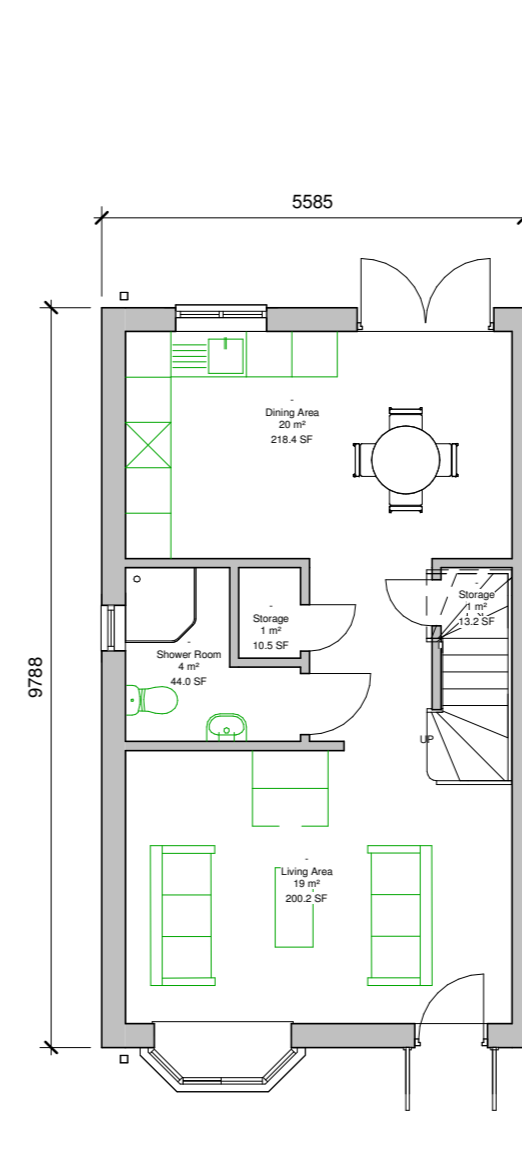 5585
9788
-
Dining Area
20 m²
218.4 SF
-
Storage
1 m²
10.5 SF
-
Storage
1 m²
13.2 SF
-
Shower Room
4 m²
44.0 SF
UP
-
Living Area
19 m²
200.2 SF